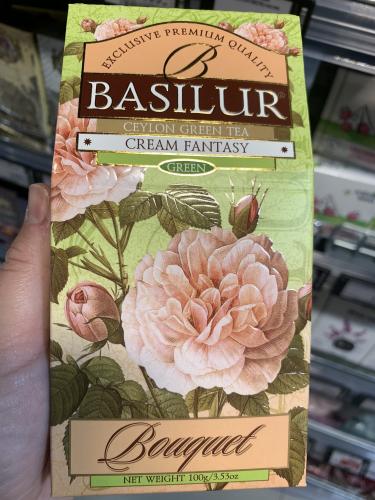 EXCLUSIVE PREMIUM QUALITY
B
BASILUR®
CEYLON GREEN TEA
CREAM FANTASY
GREEN
Bouquet
NET WEIGHT 100g/3.53oz